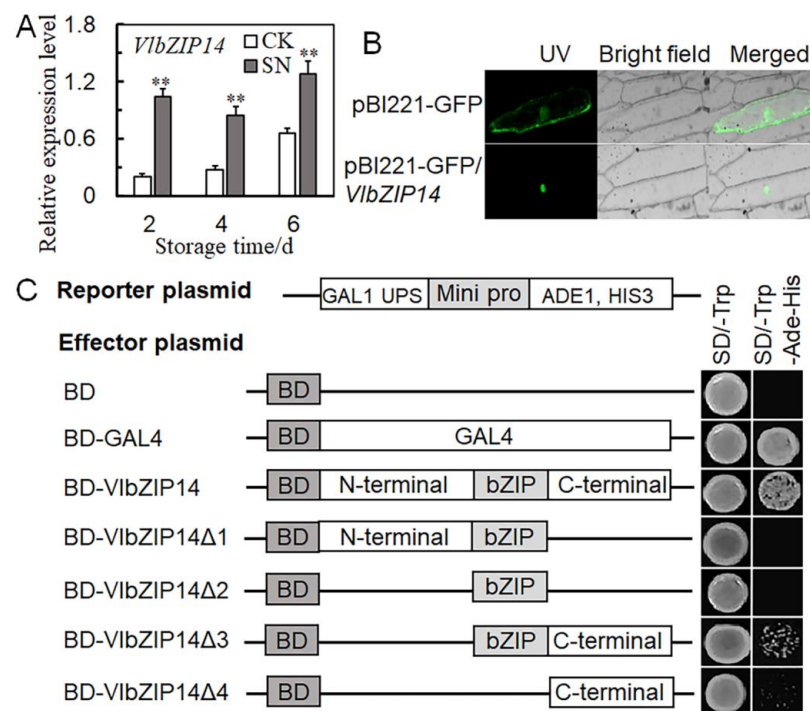 A
VlbZIP14
CK
SN
**
**
**
Relative expression level
1.8
1.2
0.6
0
2 4 6
Storage time/d
B
UV Bright field Merged
pBI221-GFP
pBI221-GFP/
VlbZIP14
C
Reporter plasmid
GAL1 UPS Mini pro ADE1, HIS3
SD/-Trp
SD/-Trp
-Ade-His
Effector plasmid
BD BD
BD-GAL4 BD GAL4
BD-VlbZIP14 BD N-terminal bZIP C-terminal
BD-VlbZIP14Δ1 BD N-terminal bZIP
BD-VlbZIP14Δ2 BD bZIP
BD-VlbZIP14Δ3 BD bZIP C-terminal
BD-VlbZIP14Δ4 BD C-terminal